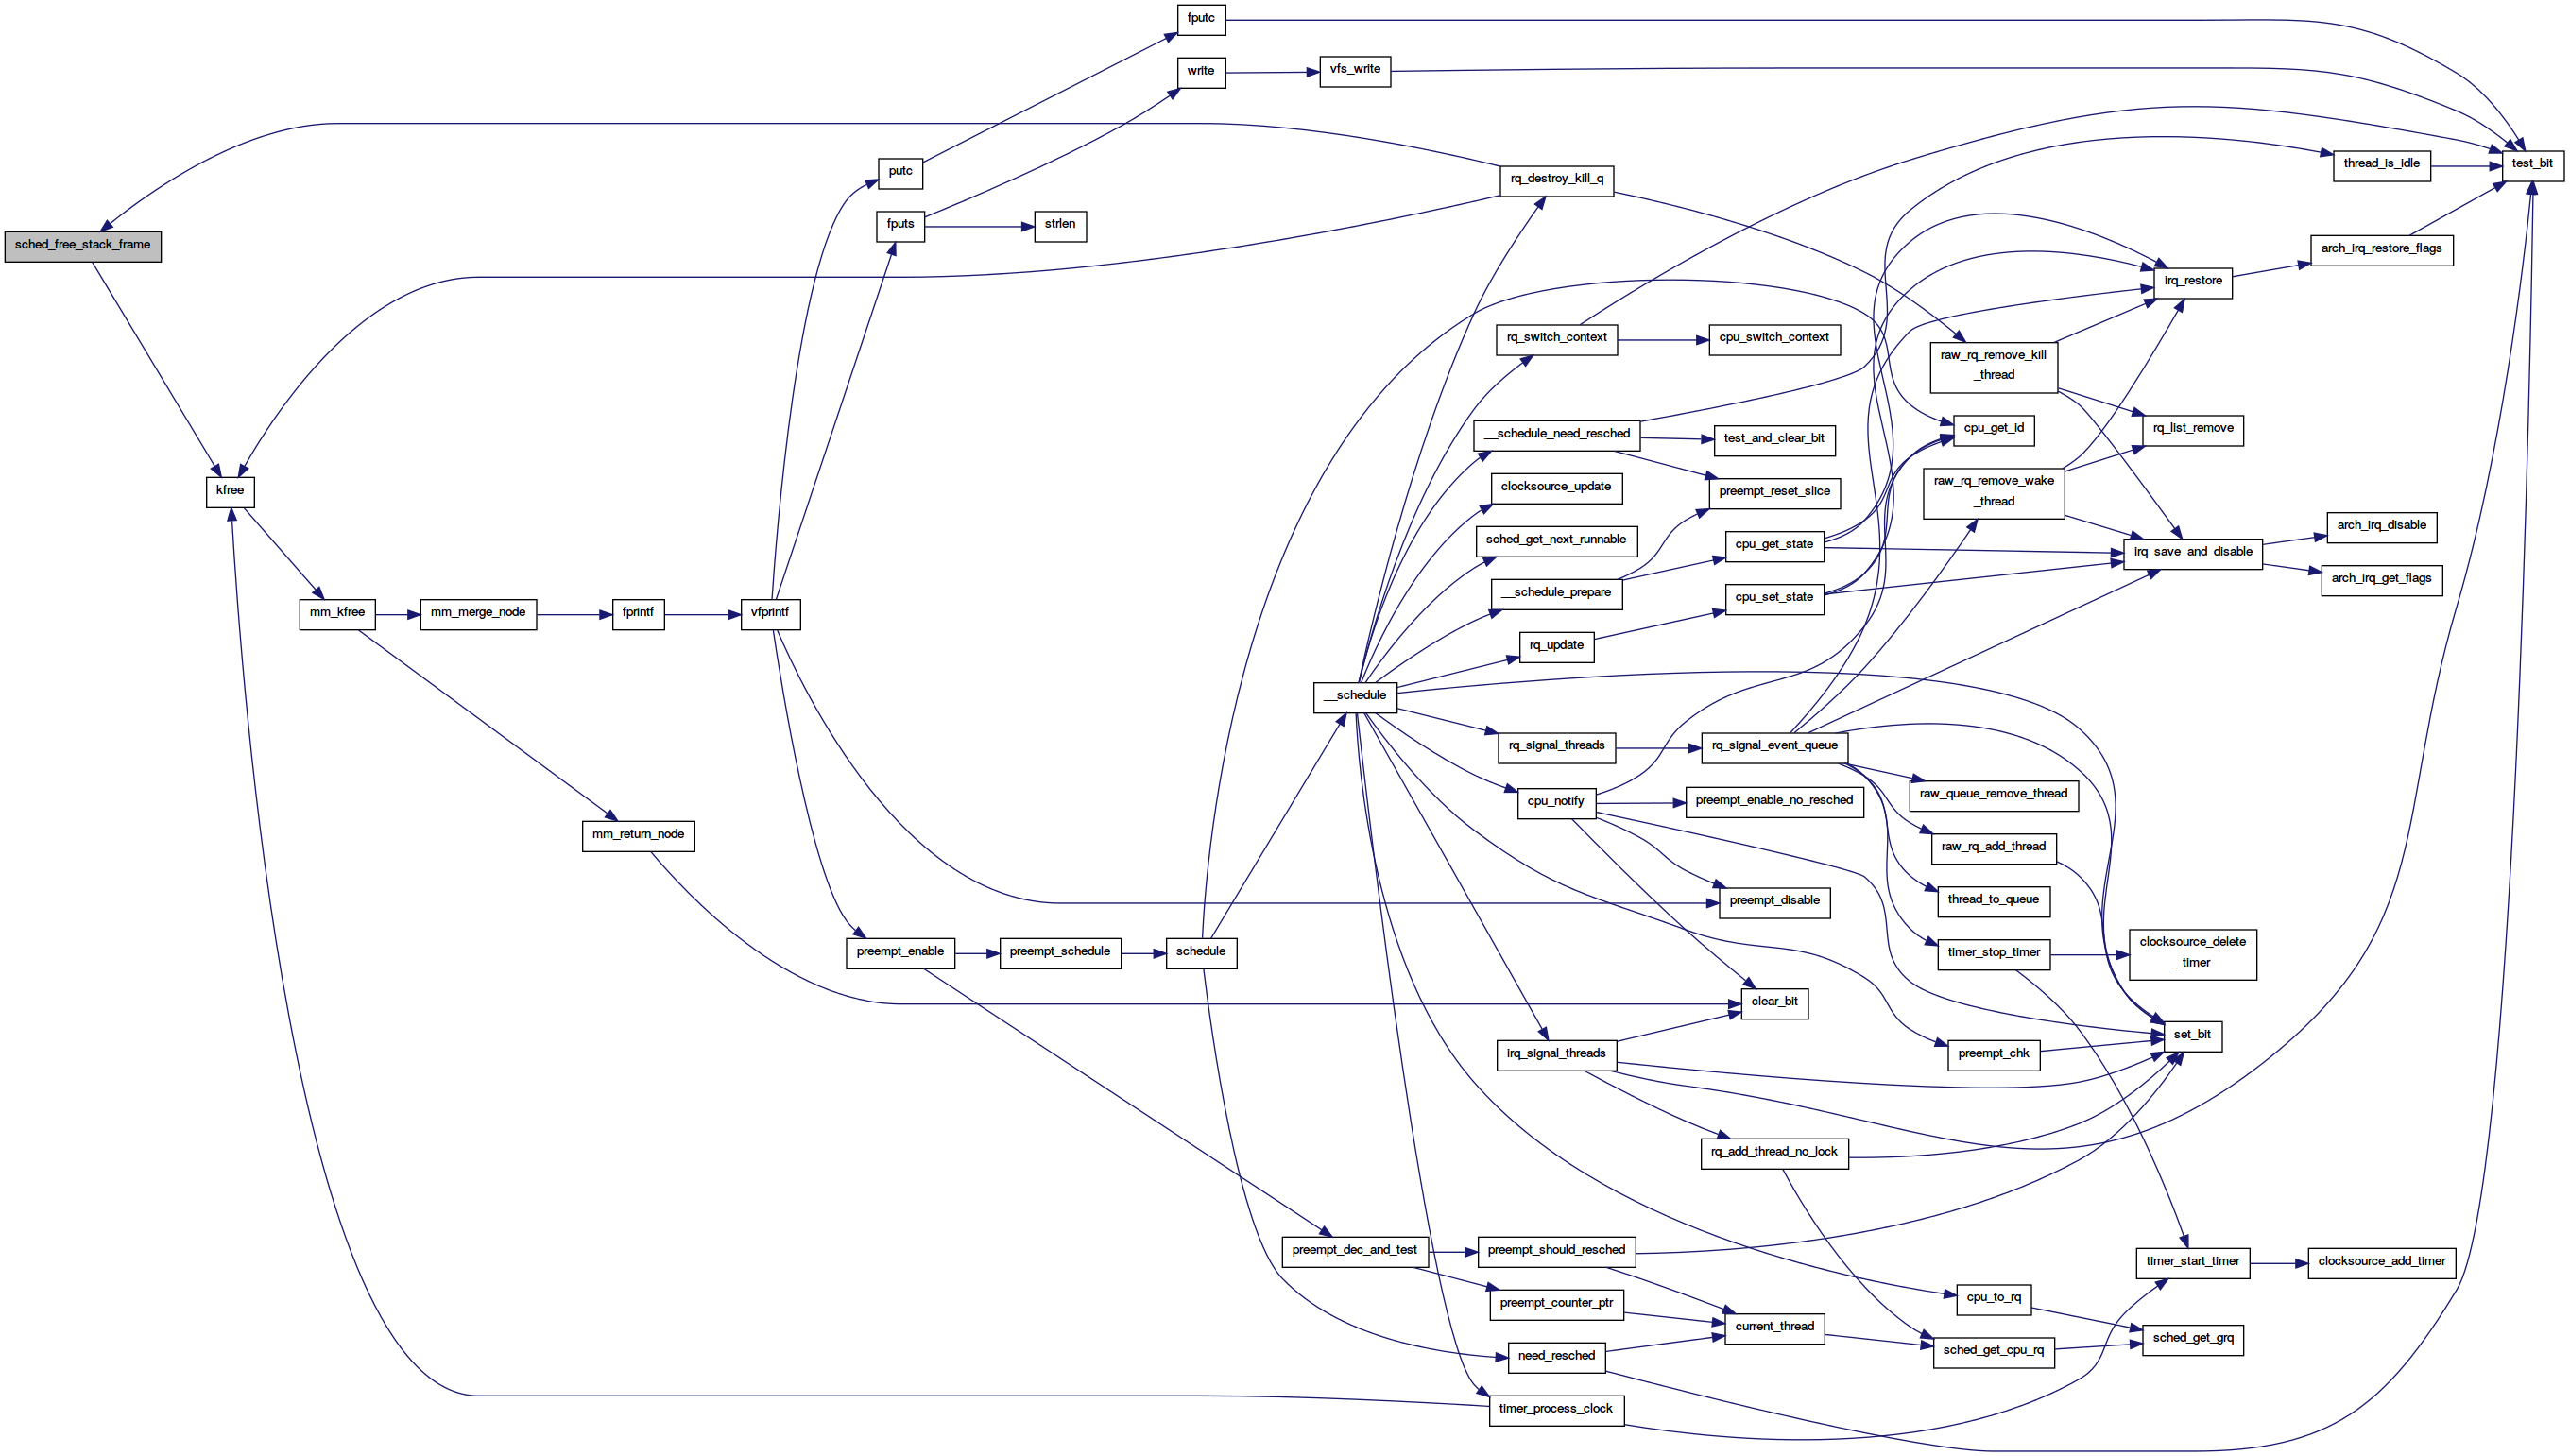 fputc
write
vfs_write
putc
thread_is_idle
test_bit
rq_destroy_kill_q
fputs
strlen
sched_free_stack_frame
arch_irq_restore_flags
irq_restore
rq_switch_context
cpu_switch_context
raw_rq_remove_kill
_thread
__schedule_need_resched
test_and_clear_bit
cpu_get_id
rq_list_remove
kfree
clocksource_update
preempt_reset_slice
raw_rq_remove_wake
_thread
sched_get_next_runnable
cpu_get_state
irq_save_and_disable
arch_irq_disable
arch_irq_get_flags
__schedule_prepare
cpu_set_state
mm_kfree
mm_merge_node
fprintf
vfprintf
rq_update
__schedule
rq_signal_threads
rq_signal_event_queue
raw_queue_remove_thread
cpu_notify
preempt_enable_no_resched
mm_return_node
raw_rq_add_thread
preempt_disable
thread_to_queue
preempt_enable
preempt_schedule
schedule
timer_stop_timer
clocksource_delete
_timer
clear_bit
set_bit
irq_signal_threads
preempt_chk
rq_add_thread_no_lock
preempt_dec_and_test
preempt_should_resched
timer_start_timer
clocksource_add_timer
preempt_counter_ptr
cpu_to_rq
current_thread
sched_get_grq
need_resched
sched_get_cpu_rq
timer_process_clock